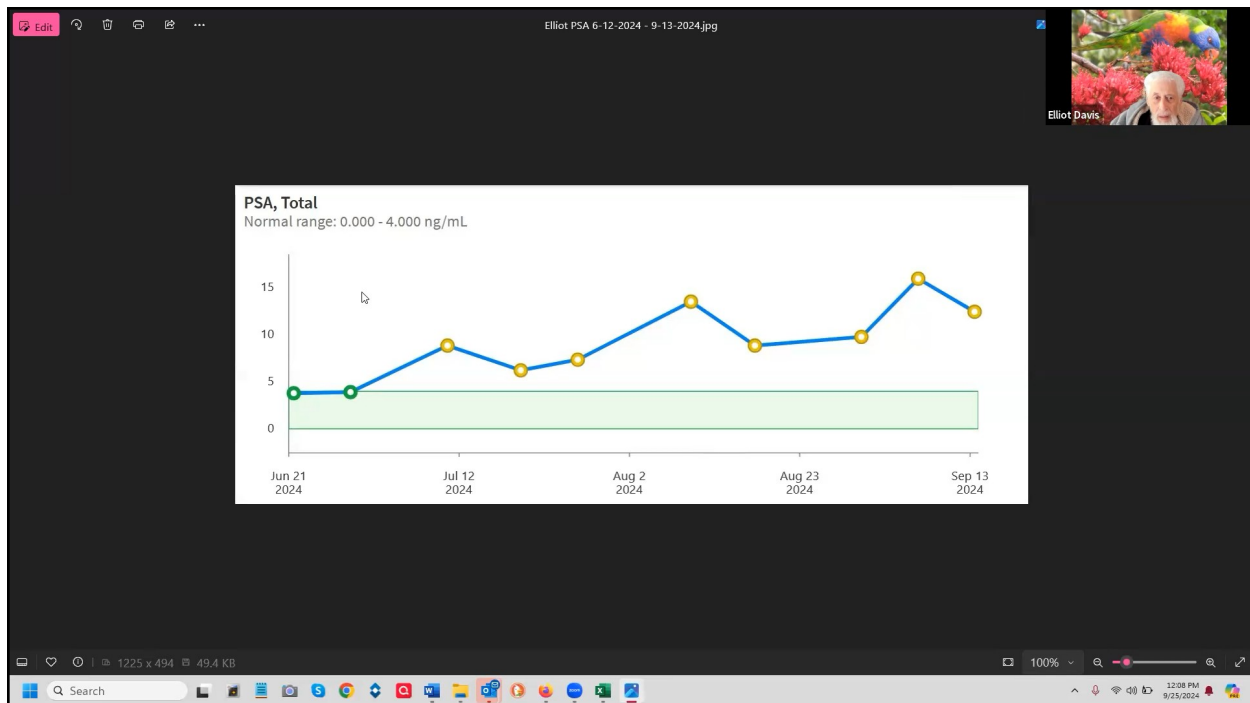 Edit
Elliot PSA 6-12-2024 - 9-13-2024.jpg
Elliot Davis
PSA, Total
Normal range: 0.000 - 4.000 ng/mL
15
10
5
0
Jun 21 Jul 12 Aug 2 Aug 23 Sep 13
2024 2024 2024 2024 2024
1225 x 494 49.4 KB 100%
Search 12:08 PM
9/25/2024